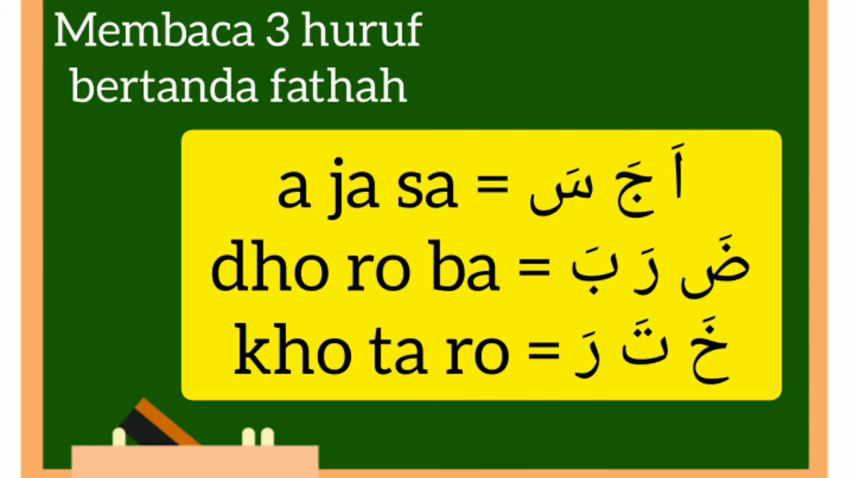 Membaca 3 huruf
bertanda fathah
a ja sa = اَ جَ سَ
dho ro ba = ضَ رَ بَ
kho ta ro = خَ تَ رَ